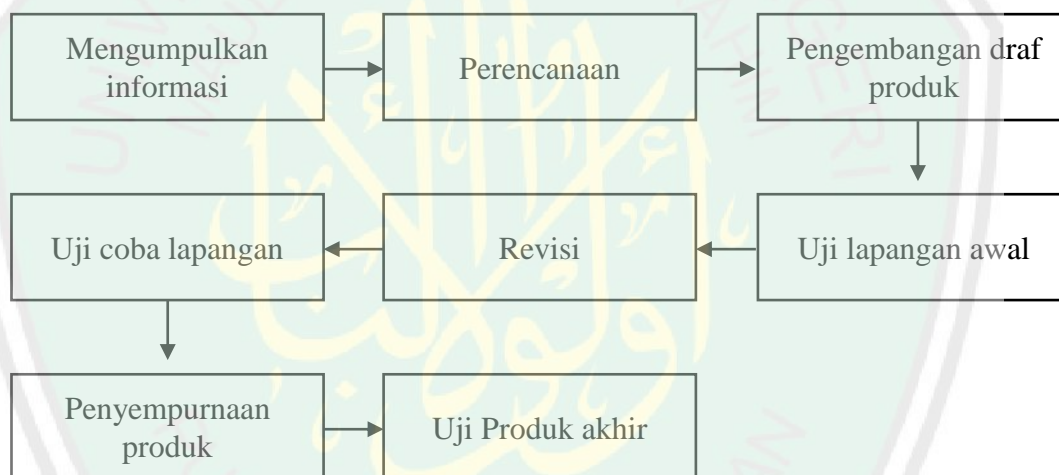 Mengumpulkan
informasi
Perencanaan
Pengembangan draf
produk
Uji coba lapangan
Revisi
Uji lapangan awal
Penyempurnaan
produk
Uji Produk akhir